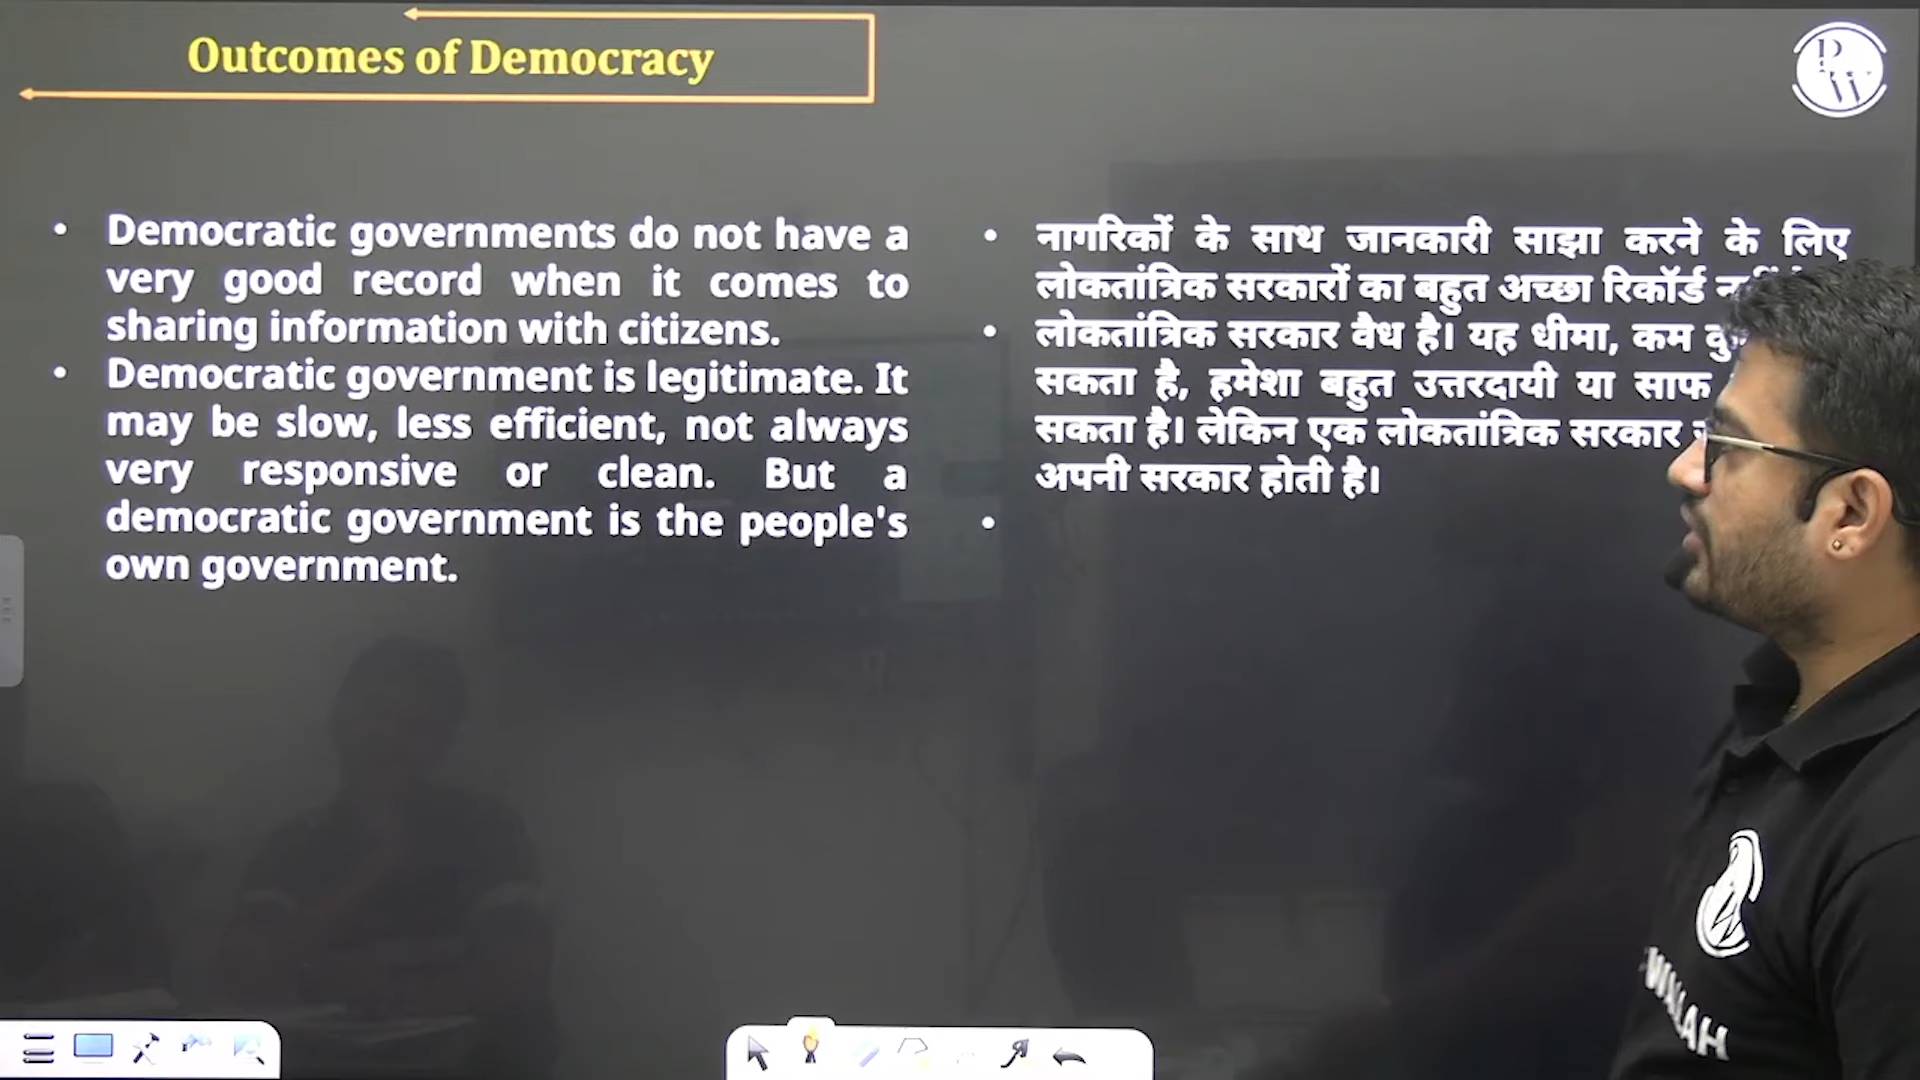 Outcomes of Democracy
PW
• Democratic governments do not have a
very good record when it comes to
sharing information with citizens.
• Democratic government is legitimate. It
may be slow, less efficient, not always
very responsive or clean. But a
democratic government is the people's
own government.
• नागरिकों के साथ जानकारी साझा करने के लिए
लोकतांत्रिक सरकारों का बहुत अच्छा रिकॉर्ड
• लोकतांत्रिक सरकार वैध है। यह धीमा, कम
सकता है, हमेशा बहुत उत्तरदायी या साफ
सकता है। लेकिन एक लोकतांत्रिक सरकार
अपनी सरकार होती है।
•
WALLAH